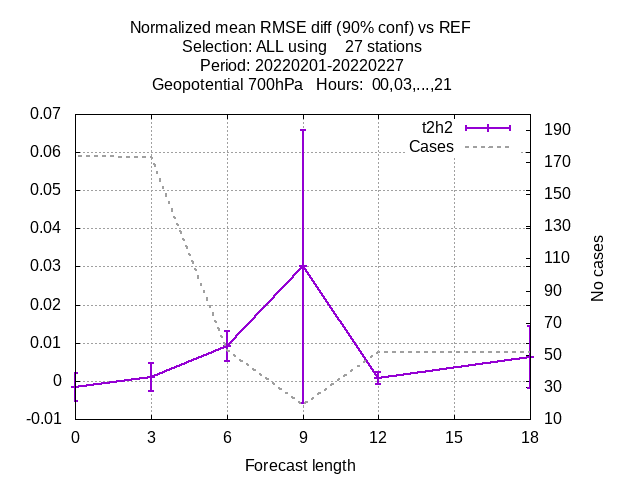 Normalized mean RMSE diff (90% conf) vs REF
Selection: ALL using    27 stations
Period: 20220201-20220227
Geopotential 700hPa   Hours:  00,03,...,21
t2h2
Cases
0.07
0.06
0.05
0.04
0.03
0.02
0.01
0
-0.01
190
170
150
130
110
90
70
50
30
10
No cases
0 3 6 9 12 15 18
Forecast length